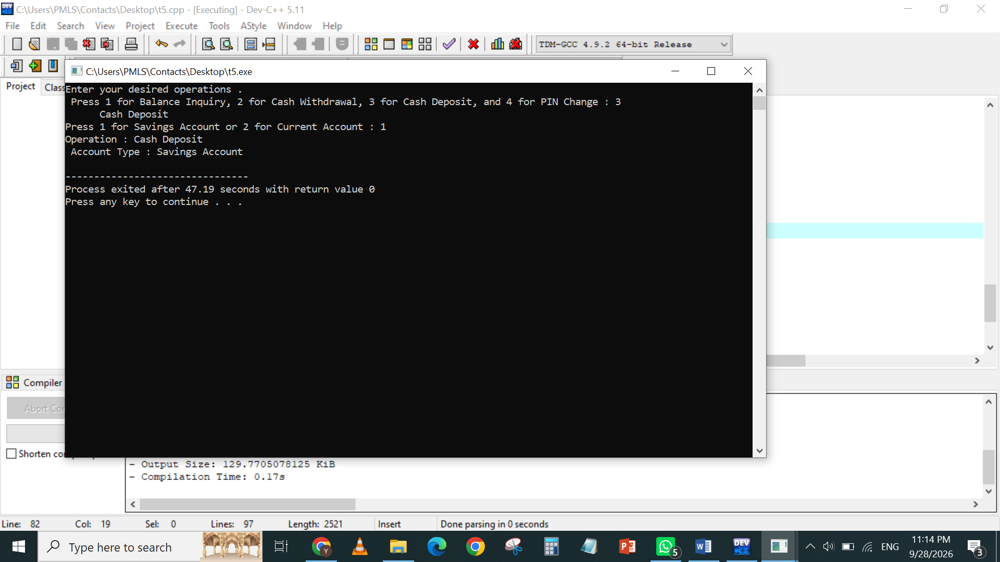 C:\Users\PMLS\Contacts\Desktop\t5.cpp - [Executing] - Dev-C++ 5.11
File Edit Search View Project Execute Tools AStyle Window Help
TDM-GCC 4.9.2 64-bit Release
C:\Users\PMLS\Contacts\Desktop\t5.exe
Project Class
Enter your desired operations .
Press 1 for Balance Inquiry, 2 for Cash Withdrawal, 3 for Cash Deposit, and 4 for PIN Change : 3
Cash Deposit
Press 1 for Savings Account or 2 for Current Account : 1
Operation : Cash Deposit
Account Type : Savings Account
--------------------------------
Process exited after 47.19 seconds with return value 0
Press any key to continue . . .
Compiler
Abort Com
Shorten
- Output Size: 129.7705078125 KiB
- Compilation Time: 0.17s
Line: 82 Col: 19 Sel: 0 Lines: 97 Length: 2521 Insert Done parsing in 0 seconds
Type here to search
Y
5
W
P
DEV
C++
ENG
11:14 PM
9/28/2026
3